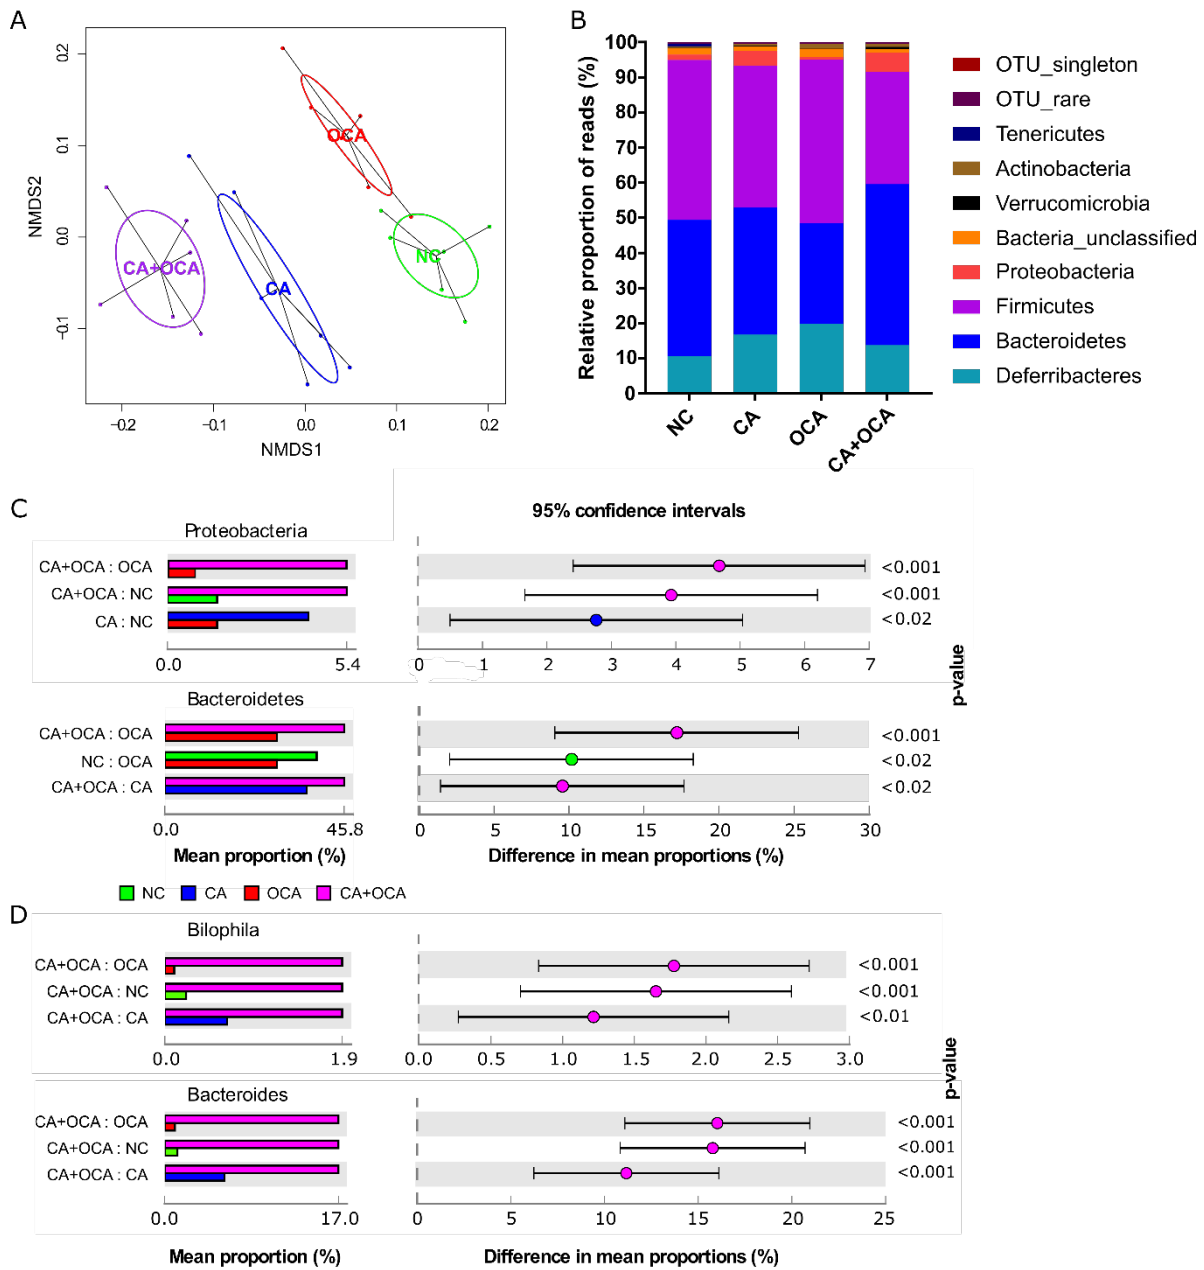 A
NMDS2
0.2
0.1
0.0
−0.1
−0.2
−0.1
0.0
0.1
0.2
NMDS1
OCA
NC
CA+OCA
CA
B
Relative proportion of reads (%)
100
90
80
70
60
50
40
30
20
10
0
NC
CA
OCA
CA+OCA
OTU_singleton
OTU_rare
Tenericutes
Actinobacteria
Verrucomicrobia
Bacteria_unclassified
Proteobacteria
Firmicutes
Bacteroidetes
Deferribacteres
C
95% confidence intervals
Proteobacteria
CA+OCA : OCA
<0.001
CA+OCA : NC
<0.001
CA : NC
<0.02
0.0 5.4
0 1 2 3 4 5 6 7
p-value
Bacteroidetes
CA+OCA : OCA
<0.001
NC : OCA
<0.02
CA+OCA : CA
<0.02
0.0 45.8
0 10 15 20 25 30
Mean proportion (%)
Difference in mean proportions (%)
NC CA OCA CA+OCA
D
Bilophila
CA+OCA : OCA
<0.001
CA+OCA : NC
<0.001
CA+OCA : CA
<0.01
0.0 1.9
0.0 0.5 1.0 1.5 2.0 2.5 3.0
p-value
Bacteroides
CA+OCA : OCA
<0.001
CA+OCA : NC
<0.001
CA+OCA : CA
<0.001
0.0 17.0
0 5 10 15 20 25
Mean proportion (%)
Difference in mean proportions (%)